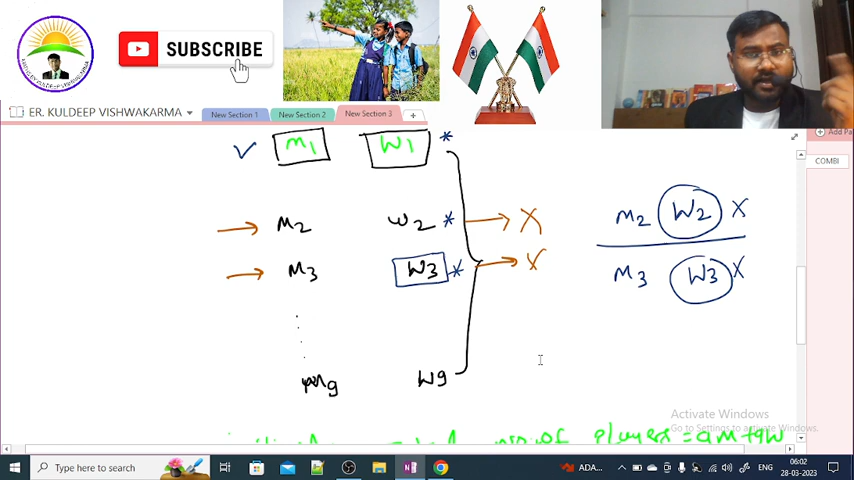 SUBSCRIBE
ER. KULDEEP VISHWAKARMA
New Section 1 New Section 2 New Section 3 +
Add Pa
COMBI
✓ M1 W1 *
→ M2 W2 * → X
→ M3 W3 * → X
M9 W9
M2 W2 X
M3 W3 X
no. of players = 9m+9W
Activate Windows
Go to Settings to activate Windows.
Type here to search
ADA...
ENG
06:02
28-03-2023